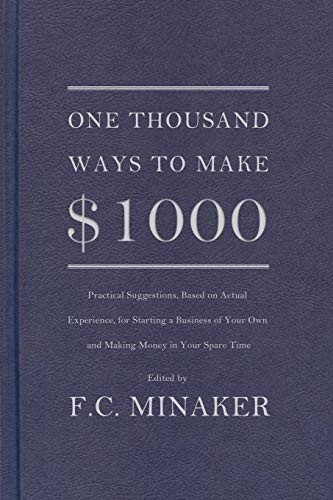 ONE THOUSAND
WAYS TO MAKE
$1000
Practical Suggestions, Based on Actual
Experience, for Starting a Business of Your Own
and Making Money in Your Spare Time
Edited by
F.C. MINAKER